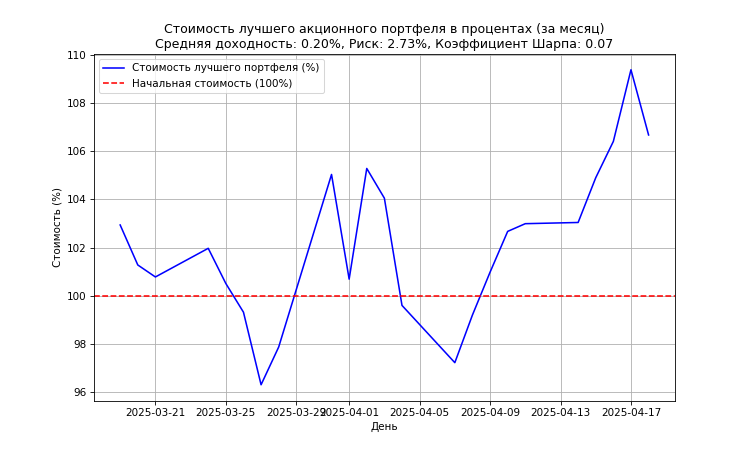 Стоимость лучшего акционного портфеля в процентах (за месяц)
Средняя доходность: 0.20%, Риск: 2.73%, Коэффициент Шарпа: 0.07
Стоимость лучшего портфеля (%)
Начальная стоимость (100%)
110
108
106
104
102
100
98
96
Стоимость (%)
2025-03-21 2025-03-25 2025-03-29 2025-04-01 2025-04-05 2025-04-09 2025-04-13 2025-04-17
День